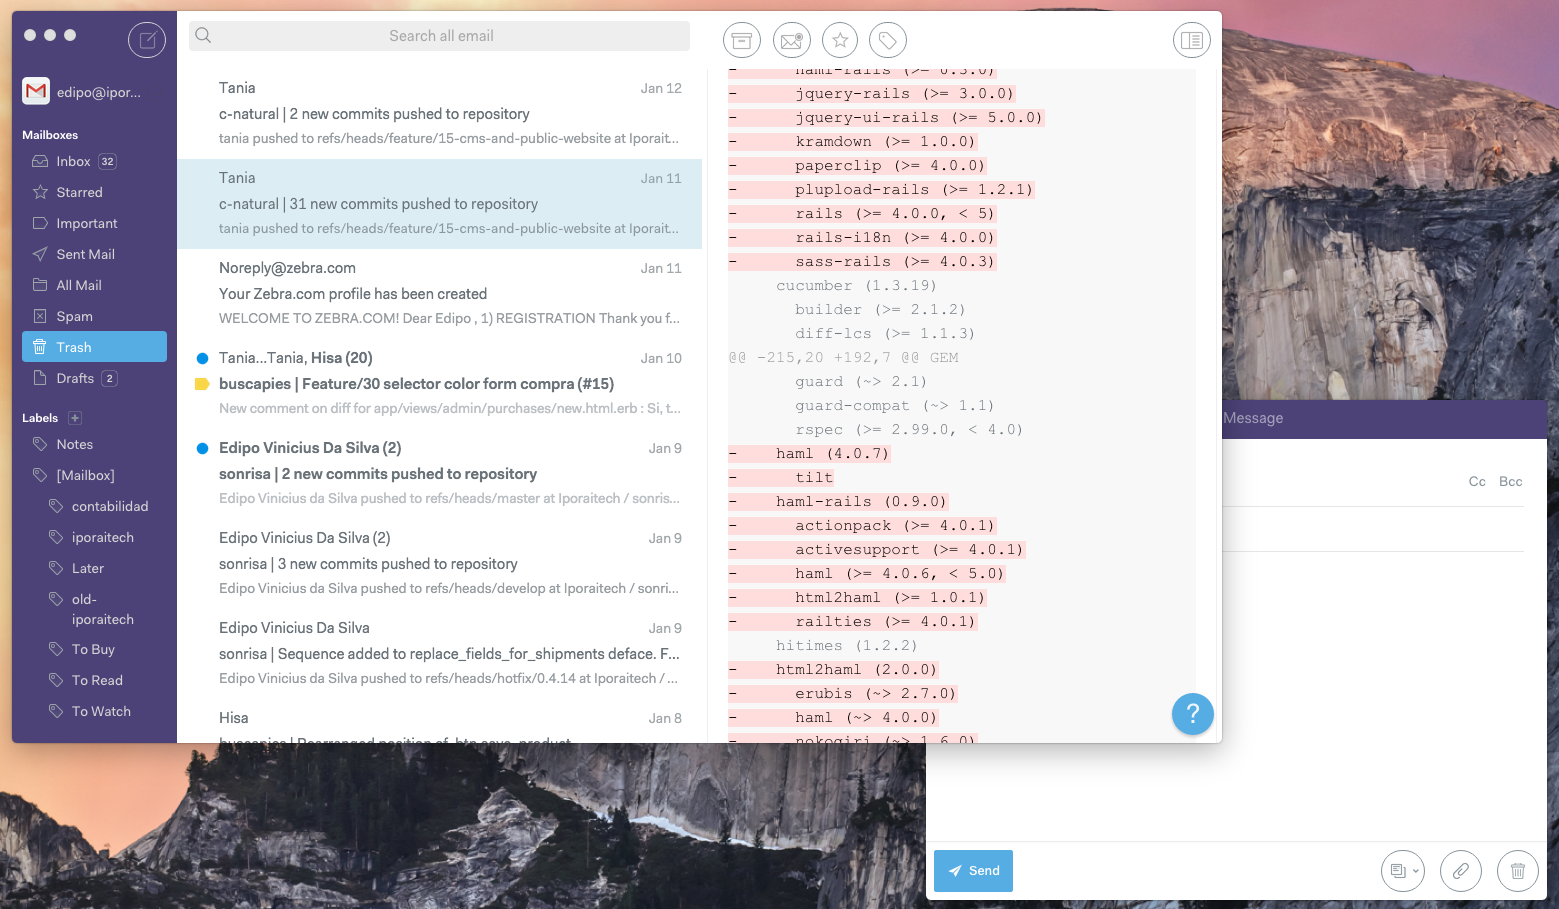 Search all email
edipo@ipor...
Mailboxes
Inbox 32
Starred
Important
Sent Mail
All Mail
Spam
Trash
Drafts 2
Labels +
Notes
[Mailbox]
contabilidad
iporaitech
Later
old-
iporaitech
To Buy
To Read
To Watch
Tania Jan 12
c-natural | 2 new commits pushed to repository
tania pushed to refs/heads/feature/15-cms-and-public-website at Iporait...
Tania Jan 11
c-natural | 31 new commits pushed to repository
tania pushed to refs/heads/feature/15-cms-and-public-website at Iporait...
Noreply@zebra.com Jan 11
Your Zebra.com profile has been created
WELCOME TO ZEBRA.COM! Dear Edipo , 1) REGISTRATION Thank you f...
Tania...Tania, Hisa (20) Jan 10
buscapies | Feature/30 selector color form compra (#15)
New comment on diff for app/views/admin/purchases/new.html.erb : Si, t...
Edipo Vinicius Da Silva (2) Jan 9
sonrisa | 2 new commits pushed to repository
Edipo Vinicius da Silva pushed to refs/heads/master at Iporaitech / sonris...
Edipo Vinicius Da Silva (2) Jan 9
sonrisa | 3 new commits pushed to repository
Edipo Vinicius da Silva pushed to refs/heads/develop at Iporaitech / sonri...
Edipo Vinicius Da Silva Jan 9
sonrisa | Sequence added to replace_fields_for_shipments deface. F...
Edipo Vinicius da Silva pushed to refs/heads/hotfix/0.4.14 at Iporaitech / ...
Hisa Jan 8
buscapies | Rearranged position of btn save product
- haml-rails (>= 0.3.0)
- jquery-rails (>= 3.0.0)
- jquery-ui-rails (>= 5.0.0)
- kramdown (>= 1.0.0)
- paperclip (>= 4.0.0)
- plupload-rails (>= 1.2.1)
- rails (>= 4.0.0, < 5)
- rails-i18n (>= 4.0.0)
- sass-rails (>= 4.0.3)
cucumber (1.3.19)
builder (>= 2.1.2)
diff-lcs (>= 1.1.3)
@@ -215,20 +192,7 @@ GEM
guard (~> 2.1)
guard-compat (~> 1.1)
rspec (>= 2.99.0, < 4.0)
- haml (4.0.7)
- tilt
- haml-rails (0.9.0)
- actionpack (>= 4.0.1)
- activesupport (>= 4.0.1)
- haml (>= 4.0.6, < 5.0)
- html2haml (>= 1.0.1)
- railties (>= 4.0.1)
hitimes (1.2.2)
- html2haml (2.0.0)
- erubis (~> 2.7.0)
- haml (~> 4.0.0)
- nokogiri (~> 1.6.0)
?
Message
Cc Bcc
Send